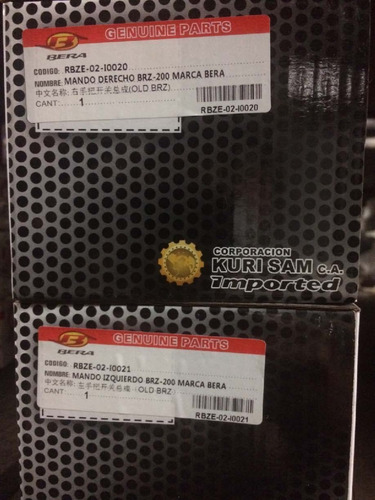 GENUINE PARTS
BERA
CODIGO: RBZE-02-I0020
NOMBRE: MANDO DERECHO BRZ-200 MARCA BERA
中文名称: 右手把开关总成(OLD BRZ)
CANT: 1
RBZE-02-I0020
CORPORACION
KURI SAM C.A.
Imported
GENUINE PARTS
BERA
CODIGO: RBZE-02-I0021
NOMBRE: MANDO IZQUIERDO BRZ-200 MARCA BERA
中文名称: 左手把开关总成 (OLD BRZ)
CANT: 1
RBZE-02-I0021